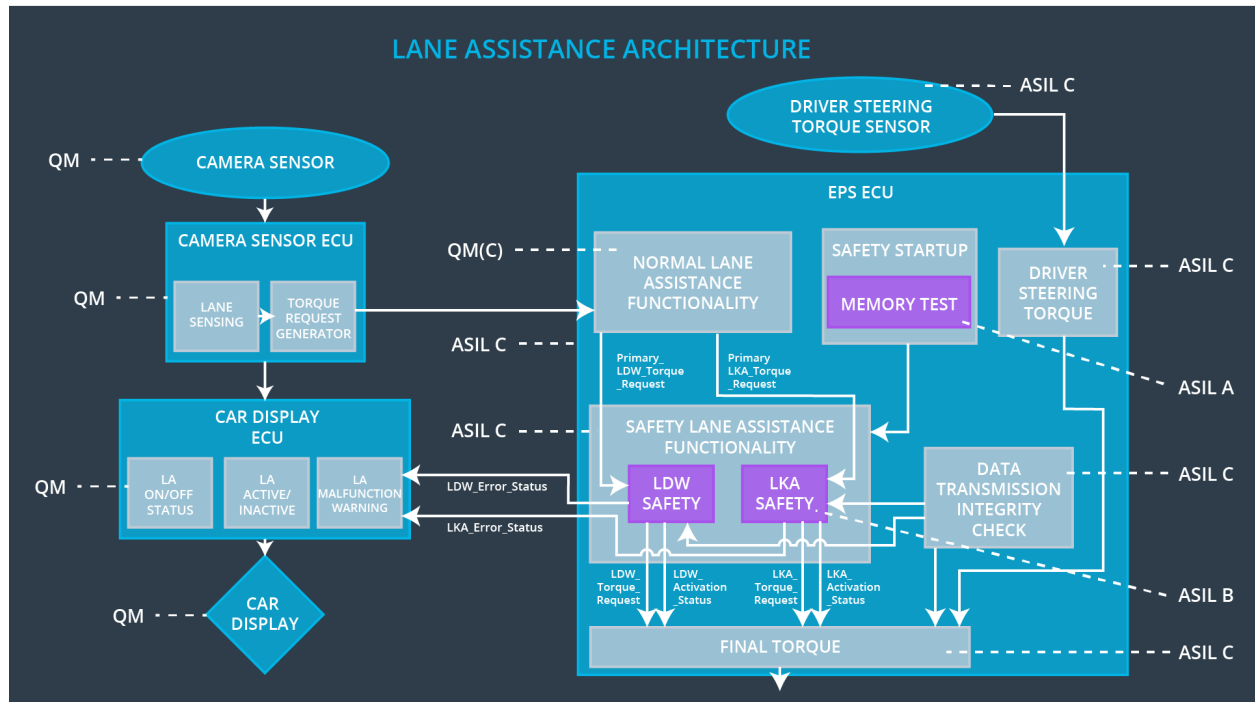 LANE ASSISTANCE ARCHITECTURE
ASIL C
DRIVER STEERING
TORQUE SENSOR
QM
CAMERA SENSOR
EPS ECU
CAMERA SENSOR ECU
QM(C)
NORMAL LANE
ASSISTANCE
FUNCTIONALITY
SAFETY STARTUP
MEMORY TEST
DRIVER
STEERING
TORQUE
ASIL C
QM
LANE
SENSING
TORQUE
REQUEST
GENERATOR
ASIL C
Primary_
LDW_Torque
_Request
Primary
LKA_Torque
_Request
ASIL A
CAR DISPLAY
ECU
ASIL C
SAFETY LANE ASSISTANCE
FUNCTIONALITY
QM
LA
ON/OFF
STATUS
LA
ACTIVE/
INACTIVE
LA
MALFUNCTION
WARNING
LDW_Error_Status
LKA_Error_Status
LDW
SAFETY
LKA
SAFETY
DATA
TRANSMISSION
INTEGRITY
CHECK
ASIL C
LDW_
Torque_
Request
LDW_
Activation
_Status
LKA_
Torque_
Request
LKA_
Activation
_Status
ASIL B
QM
CAR
DISPLAY
FINAL TORQUE
ASIL C